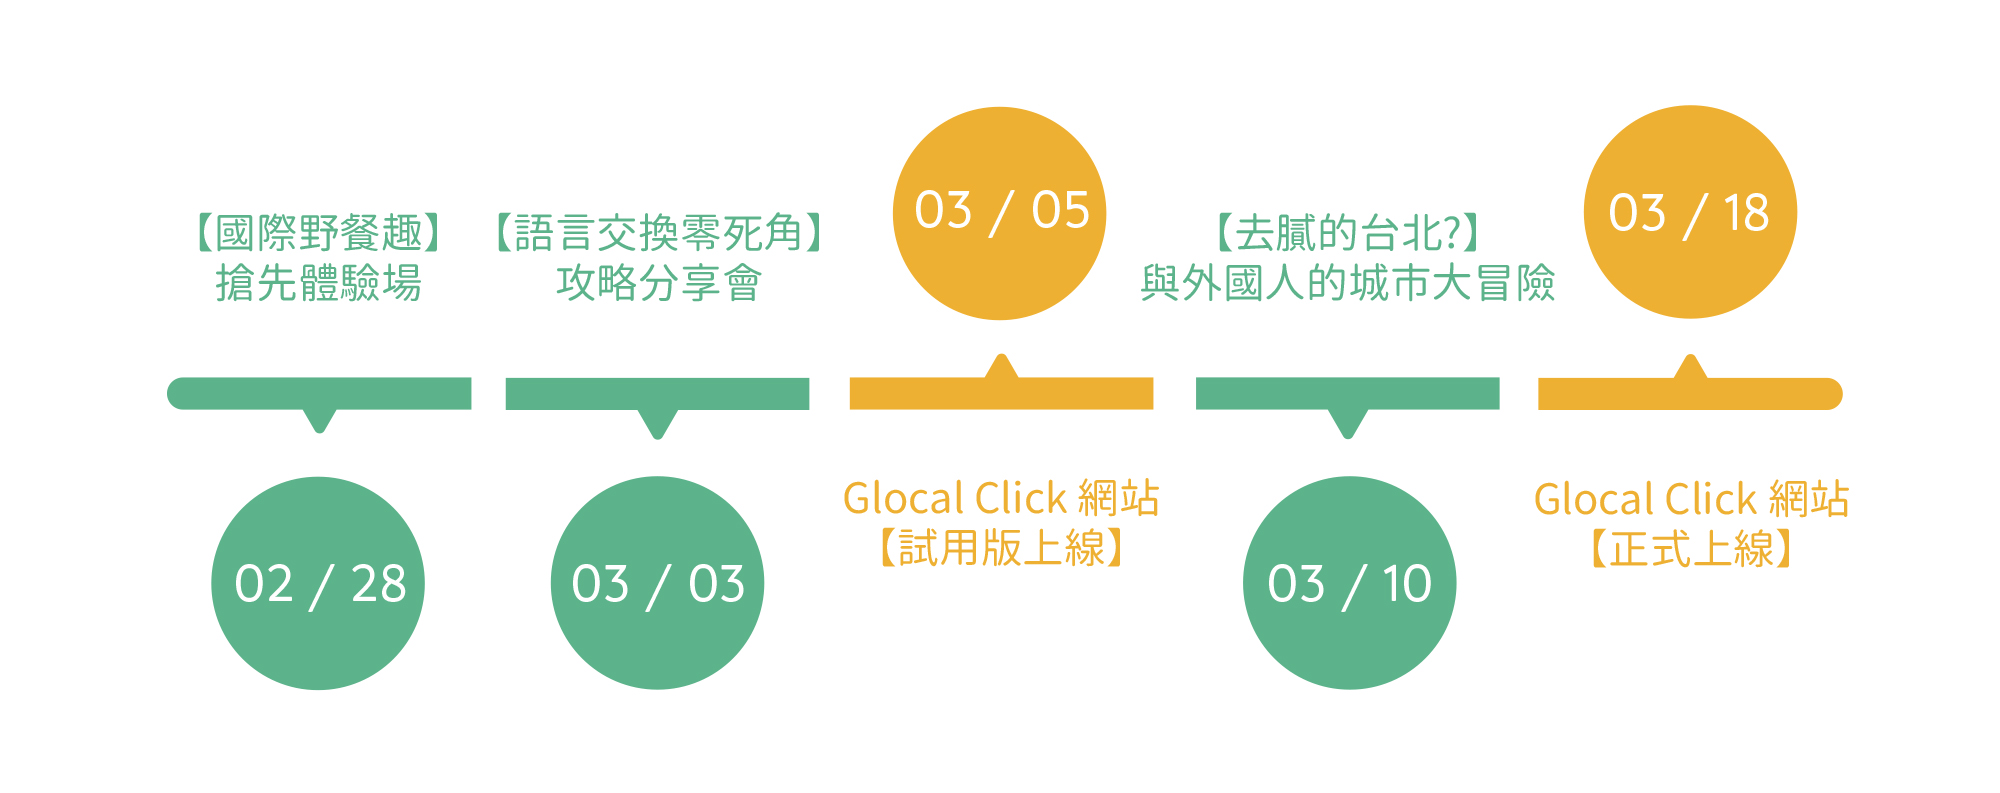 【國際野餐趣】
搶先體驗場
02 / 28
【語言交換零死角】
攻略分享會
03 / 03
03 / 05
Glocal Click 網站
【試用版上線】
【去膩的台北?】
與外國人的城市大冒險
03 / 10
03 / 18
Glocal Click 網站
【正式上線】